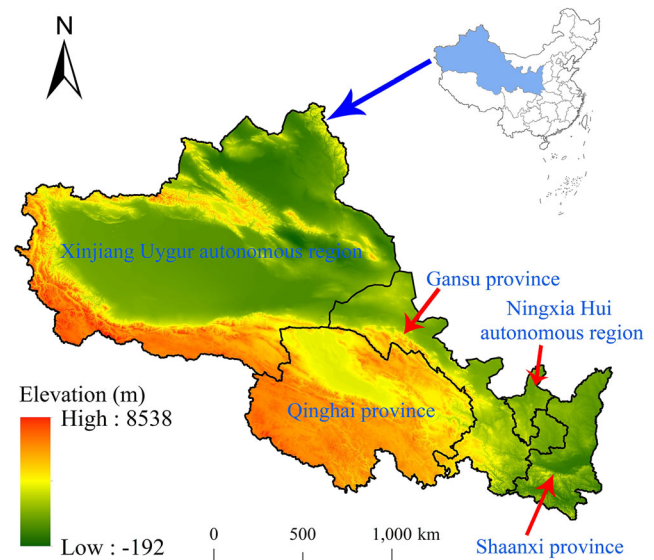 N
Xinjiang Uygur autonomous region
Gansu province
Ningxia Hui
autonomous region
Qinghai province
Elevation (m)
High : 8538
Low : -192
0 500 1,000 km
Shaanxi province